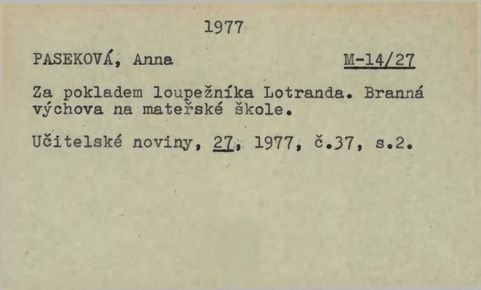 1977
PASEKOVÁ, Anna M-14/27
Za pokladem loupežníka Lotranda. Branná
výchova na mateřské škole.
Učitelské noviny, 27, 1977, č.37, s.2.